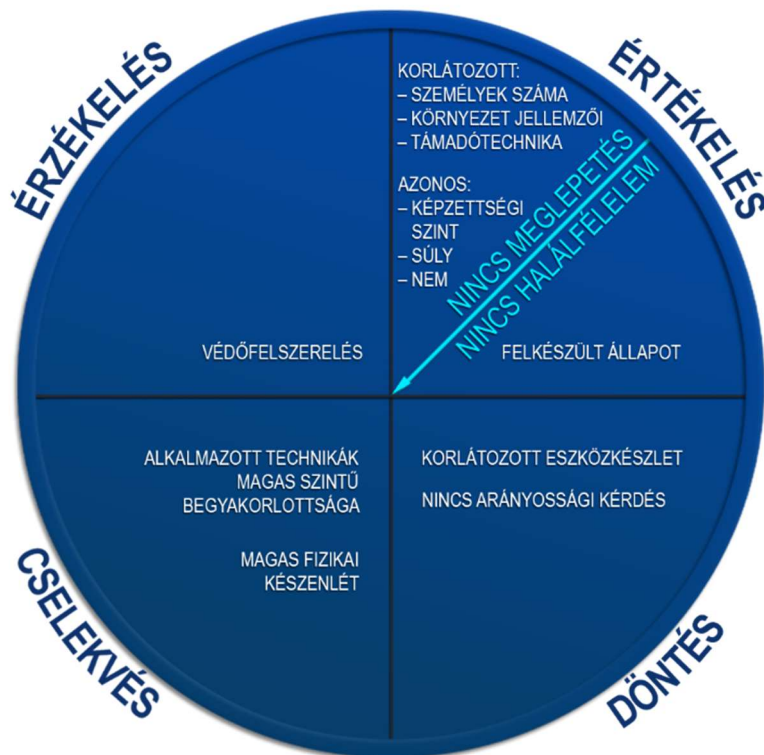 ÉRZÉKELÉS
ÉRTÉKELÉS
KORLÁTOZOTT:
– SZEMÉLYEK SZÁMA
– KÖRNYEZET JELLEMZŐI
– TÁMADÓTECHNIKA
AZONOS:
– KÉPZETTSÉGI
SZINT
– SÚLY
– NEM
NINCS MEGLEPETÉS
NINCS HALÁLFÉLELEM
VÉDŐFELSZERELÉS
FELKÉSZÜLT ÁLLAPOT
ALKALMAZOTT TECHNIKÁK
MAGAS SZINTŰ
BEGYAKORLOTTSÁGA
MAGAS FIZIKAI
KÉSZENLÉT
KORLÁTOZOTT ESZKÖZKÉSZLET
NINCS ARÁNYOSSÁGI KÉRDÉS
CSELEKVÉS
DÖNTÉS